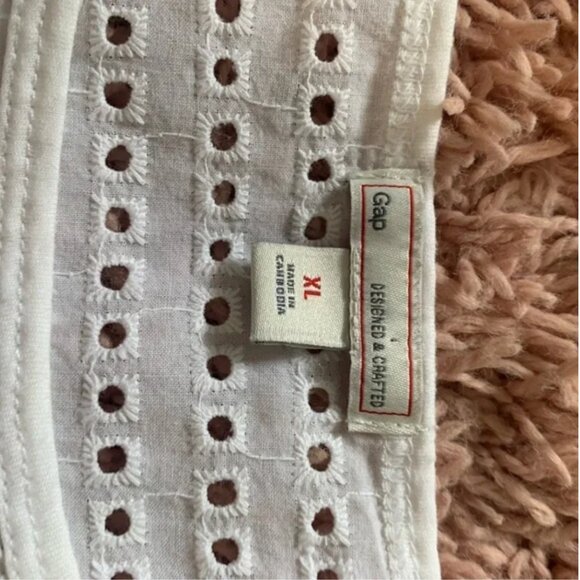 Gap
DESIGNED & CRAFTED
XL
MADE IN
CAMBODIA